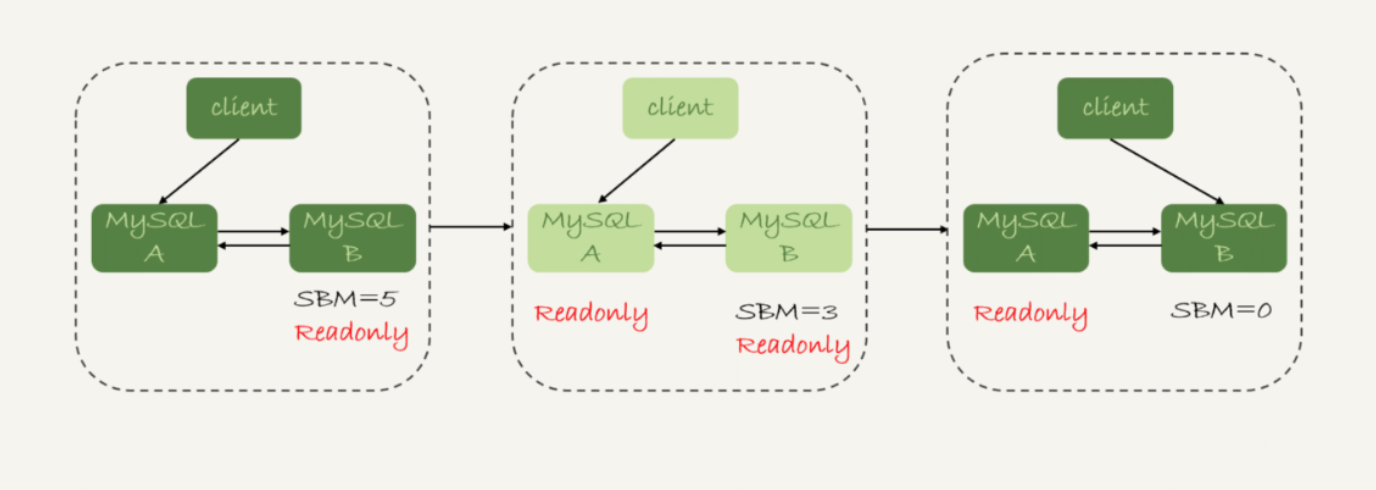 client
MySQL
A
MySQL
B
SBM=5
Readonly
client
MySQL
A
MySQL
B
Readonly
SBM=3
Readonly
client
MySQL
A
MySQL
B
Readonly
SBM=0